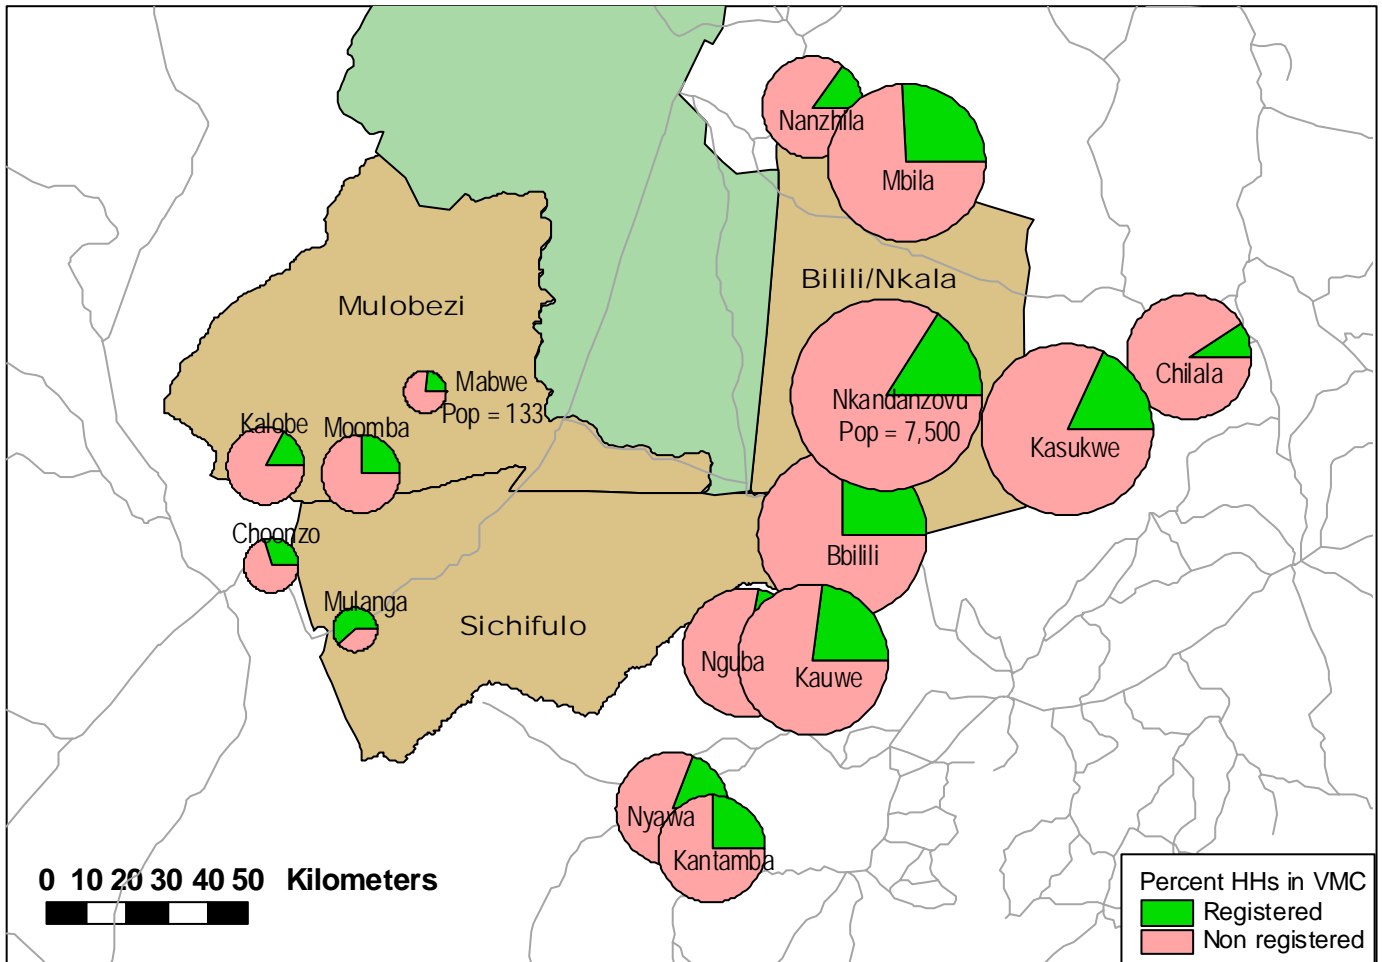 Nanzhila
Mbila
Bilili/Nkala
Mulobezi
Chilala
Mabwe
Pop = 133
Nkandanzovu
Pop = 7,500
Kalobe
Moomba
Kasukwe
Choonzo
Bbilili
Mulanga
Sichifulo
Nguba
Kauwe
Nyawa
Kantamba
0 10 20 30 40 50 Kilometers
Percent HHs in VMC
Registered
Non registered